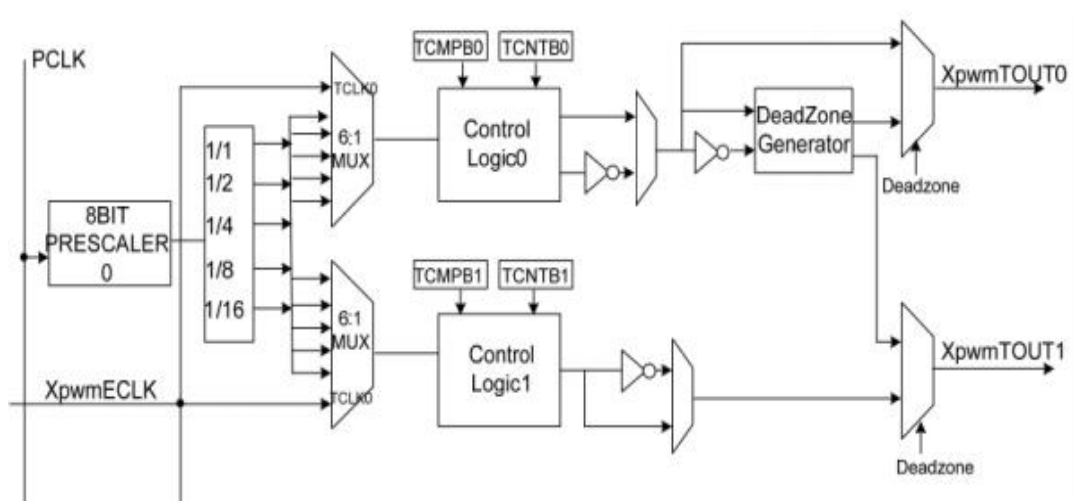 PCLK
TCMPB0
TCNTB0
XpwmTOUT0
TCLK0
6:1
MUX
Control
Logic0
DeadZone
Generator
Deadzone
1/1
1/2
1/4
1/8
1/16
8BIT
PRESCALER
0
TCMPB1
TCNTB1
6:1
MUX
TCLK0
Control
Logic1
XpwmTOUT1
XpwmECLK
Deadzone